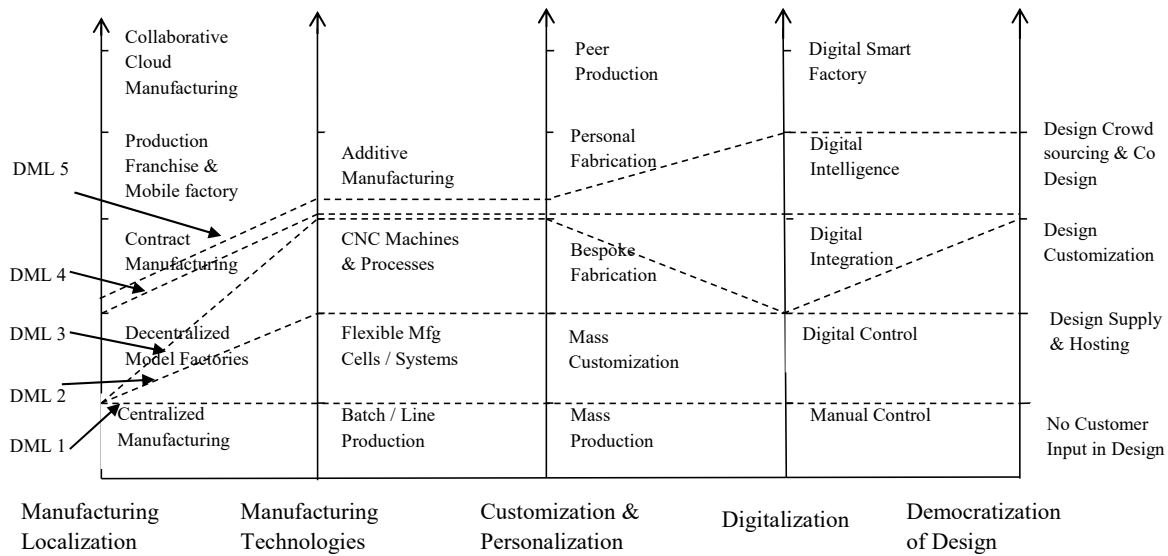 Collaborative
Cloud
Manufacturing
Peer
Production
Digital Smart
Factory
Production
Franchise &
Mobile factory
Additive
Manufacturing
Personal
Fabrication
Digital
Intelligence
Design Crowd
sourcing & Co
Design
DML 5
Contract
Manufacturing
CNC Machines
& Processes
Bespoke
Fabrication
Digital
Integration
Design
Customization
DML 4
DML 3
Decentralized
Model Factories
Flexible Mfg
Cells / Systems
Mass
Customization
Digital Control
Design Supply
& Hosting
DML 2
DML 1
Centralized
Manufacturing
Batch / Line
Production
Mass
Production
Manual Control
No Customer
Input in Design
Manufacturing
Localization
Manufacturing
Technologies
Customization &
Personalization
Digitalization
Democratization
of Design